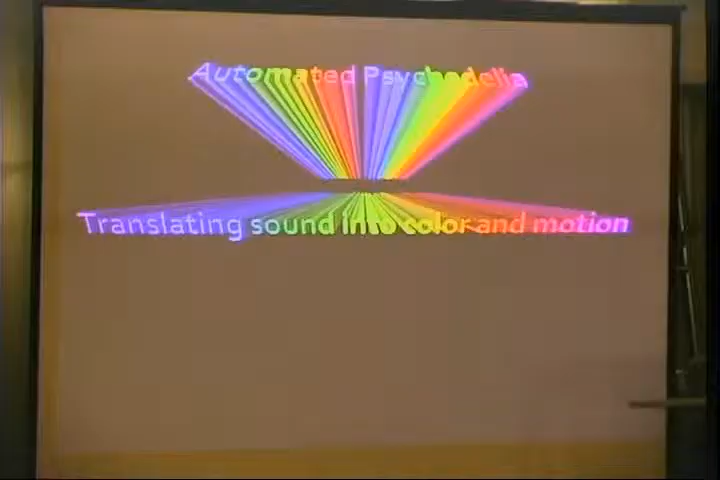 Automated Psychedelia
Translating sound into color and motion